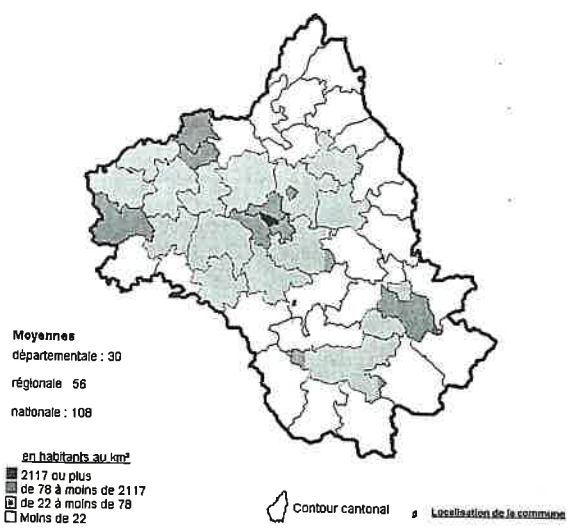 Moyennes
départementale : 30
régionale 56
nationale : 108
en habitants au km²
2117 ou plus
de 78 à moins de 2117
de 22 à moins de 78
Moins de 22
Contour cantonal
Localisation de la commune